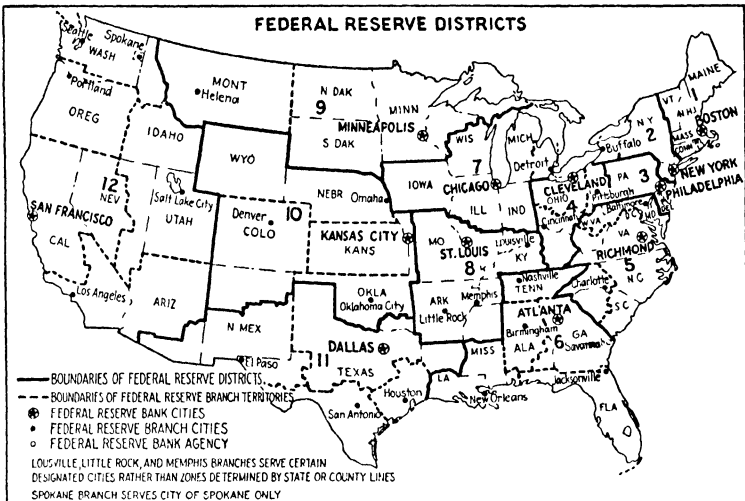 FEDERAL RESERVE DISTRICTS
Seattle
Spokane
WASH
Portland
OREG
IDAHO
MONT
Helena
N DAK
9
S DAK
MINN
MINNEAPOLIS
WIS
7
MICH
Detroit
CHICAGO
IOWA
ILL
IND
WYO
NEBR
Omaha
12
NEV
SAN FRANCISCO
CAL
Los Angeles
Salt Lake City
UTAH
ARIZ
Denver
COLO
10
KANSAS CITY
KANS
MO
ST. LOUIS
8
Louisville
KY
ARK
Little Rock
Memphis
OKLA
Oklahoma City
N MEX
El Paso
11
DALLAS
TEXAS
Houston
San Antonio
LA
New Orleans
MISS
Nashville
TENN
ATLANTA
Birmingham
ALA
6
GA
Savannah
Jacksonville
FLA
MAINE
VT
1
N.H.
BOSTON
MASS
CONN
N Y
2
Buffalo
NEW YORK
PHILADELPHIA
PA
3
Pittsburgh
CLEVELAND
OHIO
Cincinnati
Baltimore
MD
W VA
VA
RICHMOND
5
Charlotte
N C
S C
BOUNDARIES OF FEDERAL RESERVE DISTRICTS
BOUNDARIES OF FEDERAL RESERVE BRANCH TERRITORIES
FEDERAL RESERVE BANK CITIES
FEDERAL RESERVE BRANCH CITIES
FEDERAL RESERVE BANK AGENCY
LOUSVILLE, LITTLE ROCK, AND MEMPHIS BRANCHES SERVE CERTAIN
DESIGNATED CITIES RATHER THAN ZONES DETERMINED BY STATE OR COUNTY LINES
SPOKANE BRANCH SERVES CITY OF SPOKANE ONLY